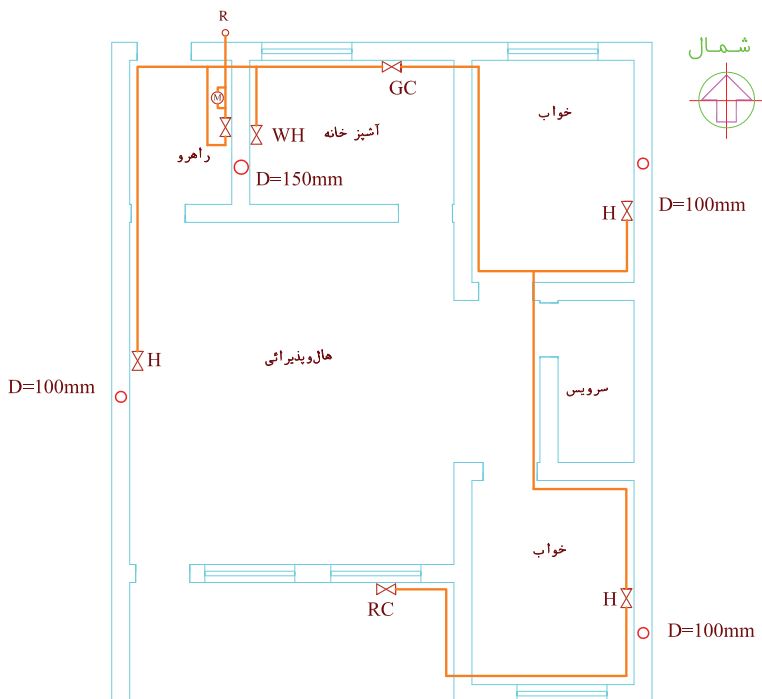 R
شمال
GC
خواب
M
WH
آشپز خانه
راهرو
D=150mm
H
D=100mm
هال‌وپذیرائی
H
D=100mm
سرویس
خواب
H
RC
D=100mm